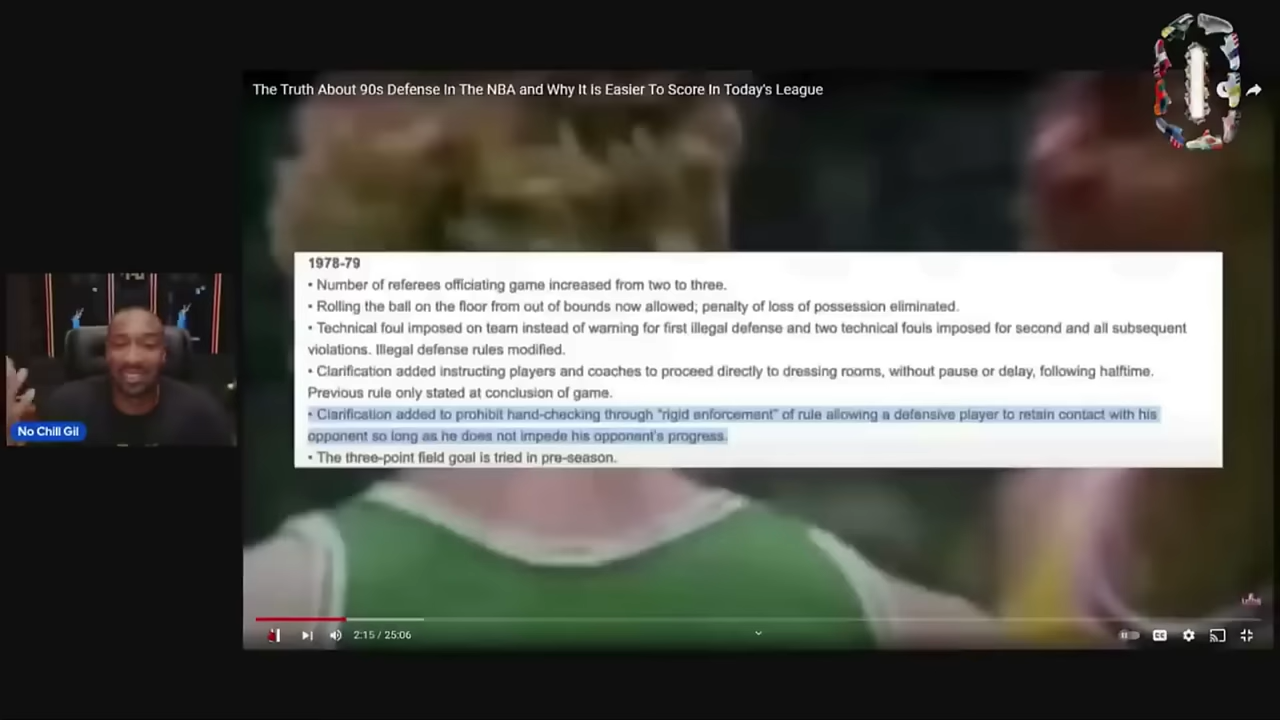 The Truth About 90s Defense In The NBA and Why It is Easier To Score In Today's League
1978-79
• Number of referees officiating game increased from two to three.
• Rolling the ball on the floor from out of bounds now allowed; penalty of loss of possession eliminated.
• Technical foul imposed on team instead of warning for first illegal defense and two technical fouls imposed for second and all subsequent
violations. Illegal defense rules modified.
• Clarification added instructing players and coaches to proceed directly to dressing rooms, without pause or delay, following halftime.
Previous rule only stated at conclusion of game.
• Clarification added to prohibit hand-checking through "rigid enforcement" of rule allowing a defensive player to retain contact with his
opponent so long as he does not impede his opponent's progress.
• The three-point field goal is tried in pre-season.
No Chill Gil
2:15 / 25:06
CC